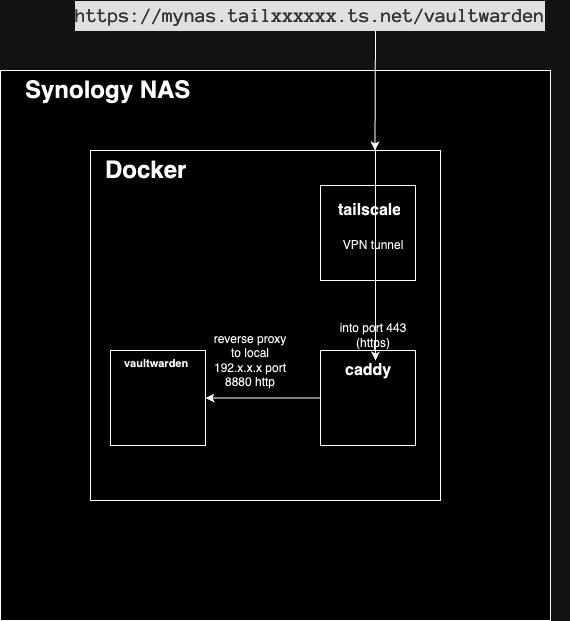 https://mynas.tailxxxxxx.ts.net/vaultwarden
Synology NAS
Docker
tailscale
VPN tunnel
into port 443
(https)
reverse proxy
to local
192.x.x.x port
8880 http
vaultwarden
caddy